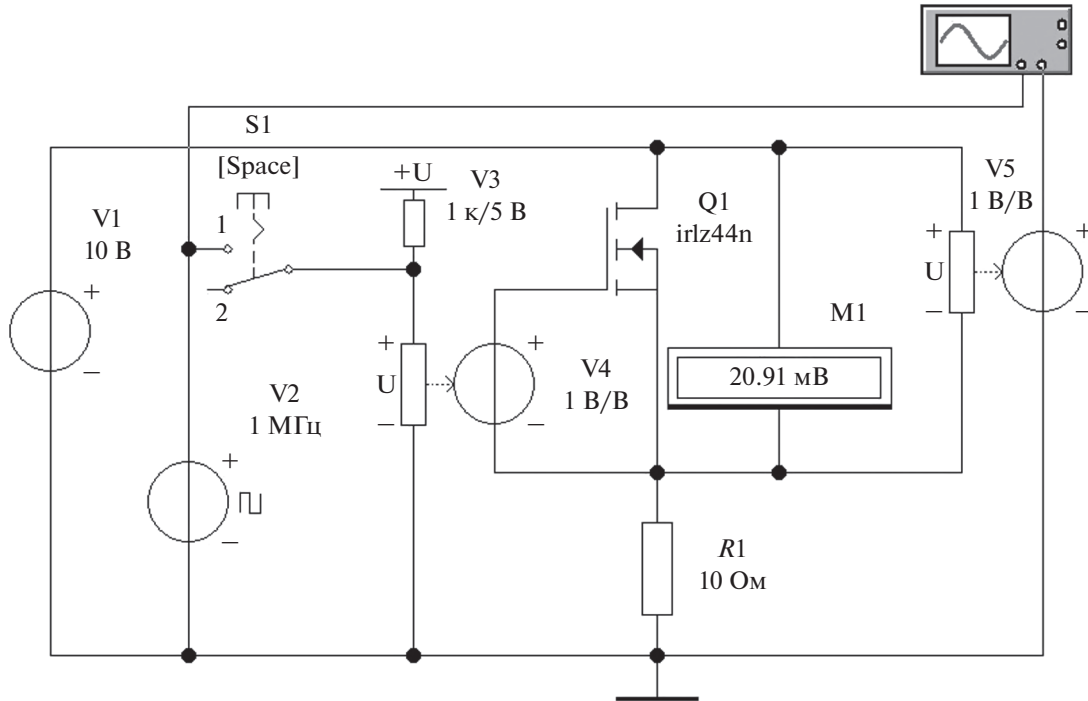 S1
[Space]
V1
10 В
1
2
+U
V3
1 к/5 В
Q1
irlz44n
V5
1 В/В
+
U
−
+
−
+
−
M1
20.91 мВ
V2
1 МГц
+
U
−
+
−
V4
1 В/В
+
−
R1
10 Ом